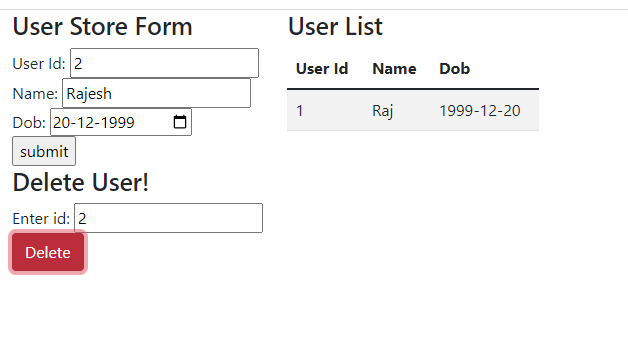 User Store Form
User Id: 2
Name: Rajesh
Dob: 20-12-1999
submit
Delete User!
Enter id: 2
Delete
User List
User Id Name Dob
1 Raj 1999-12-20